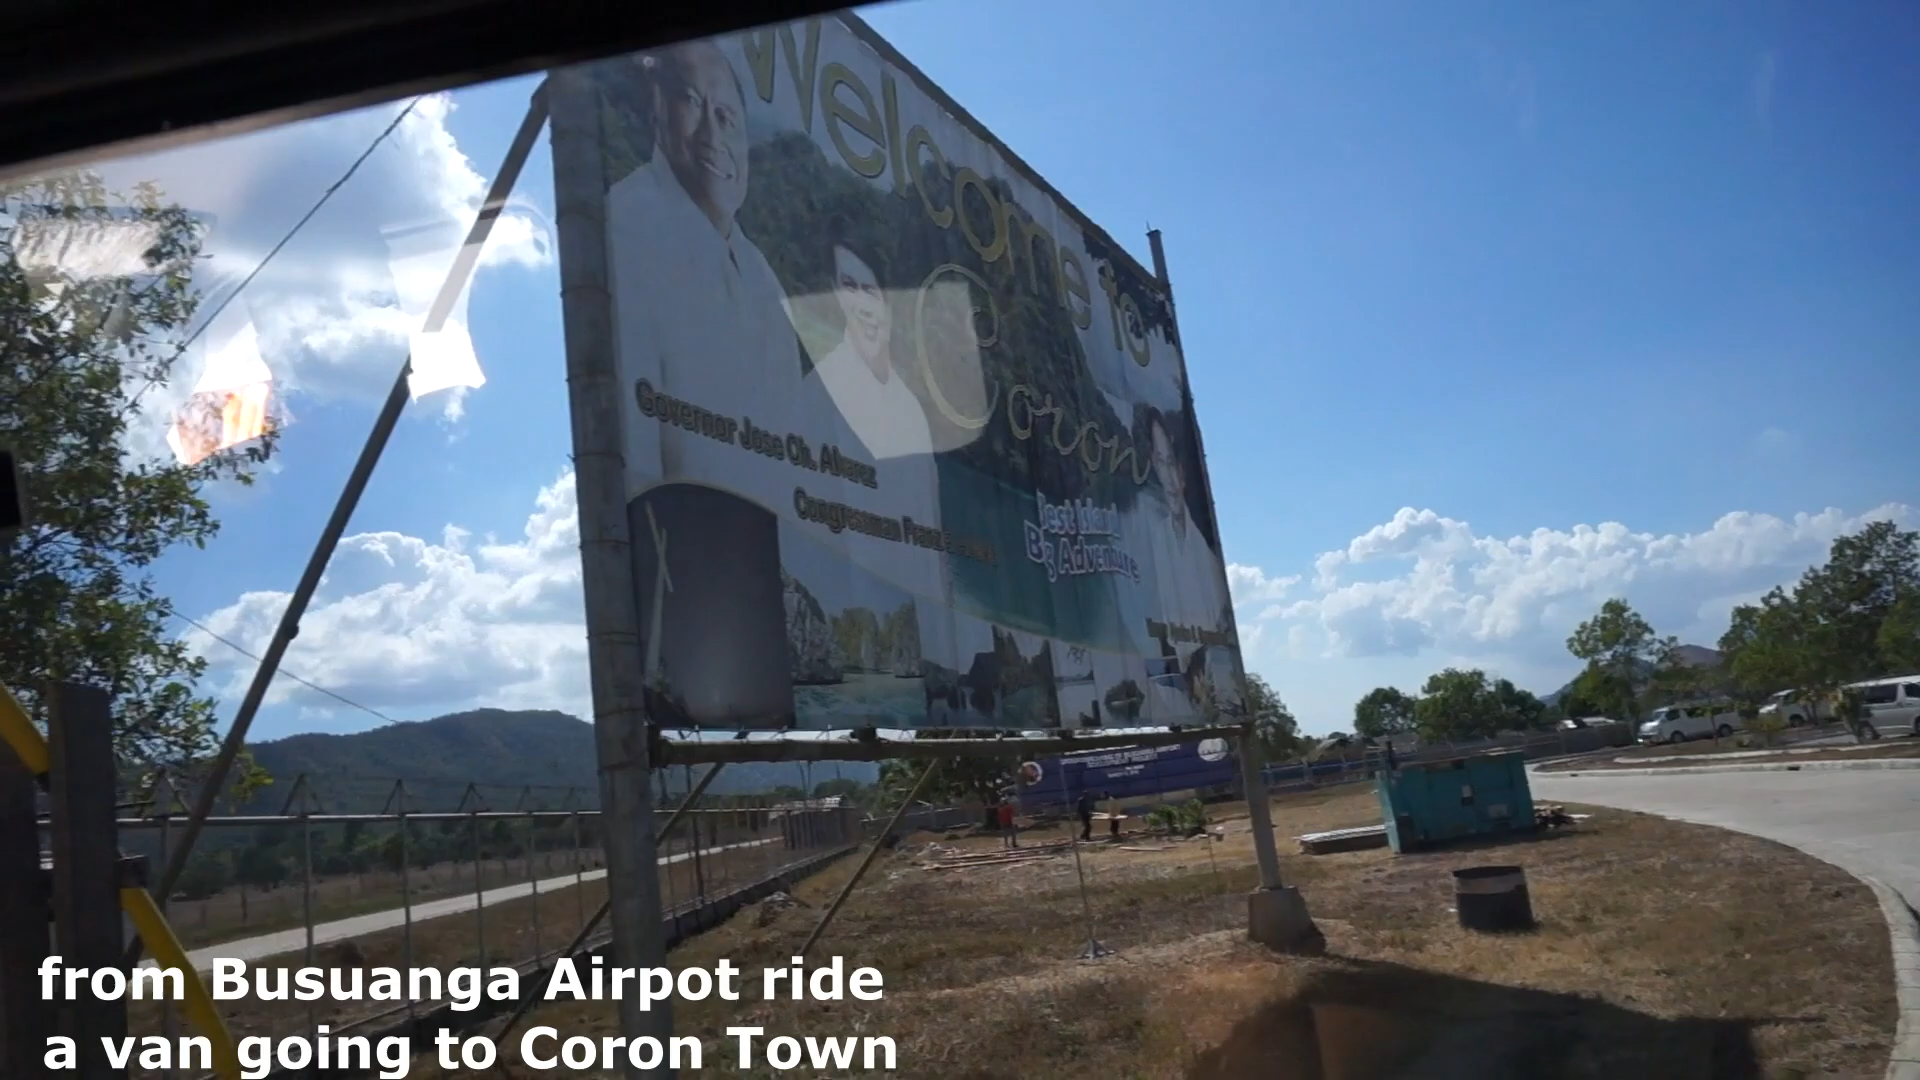 Welcome to
Coron
Governor Jose Ch. Alvarez
Congressman
Best Island
Big Adventure
from Busuanga Airpot ride
a van going to Coron Town